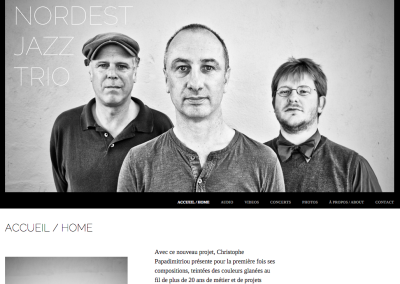 NORDEST
JAZZ
TRIO
ACCUEIL / HOME AUDIO VIDEOS CONCERTS PHOTOS À PROPOS / ABOUT CONTACT
ACCUEIL / HOME
Avec ce nouveau projet, Christophe
Papadimitriou présente pour la première fois ses
compositions, teintées des couleurs glanées au
fil de plus de 20 ans de métier et de projets